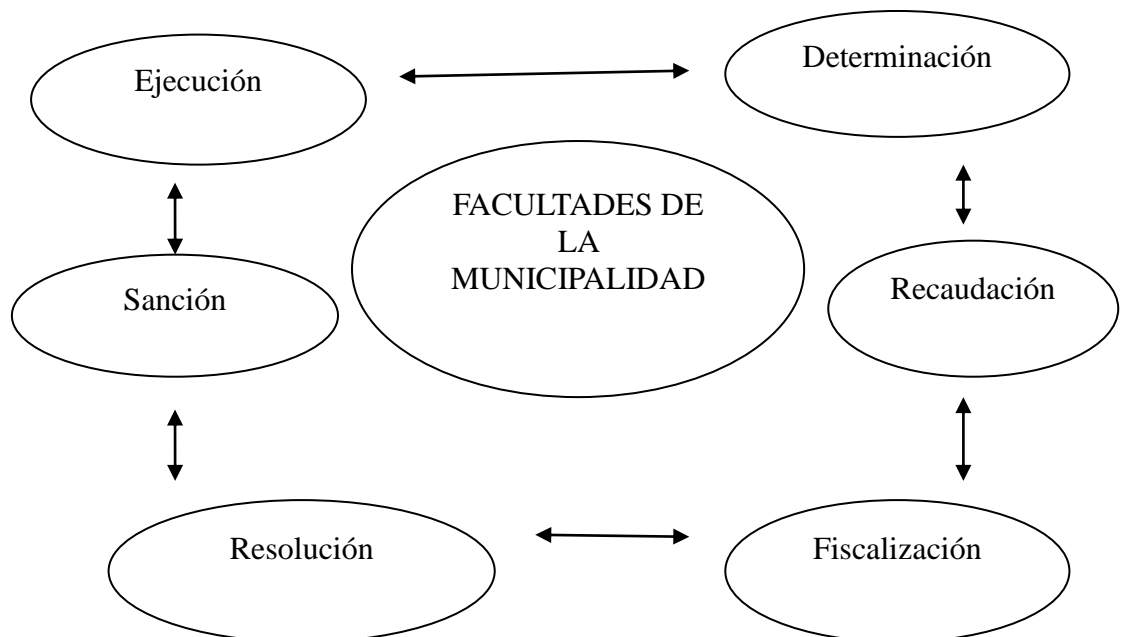 Ejecución
Determinación
FACULTADES DE
LA
MUNICIPALIDAD
Sanción
Recaudación
Resolución
Fiscalización